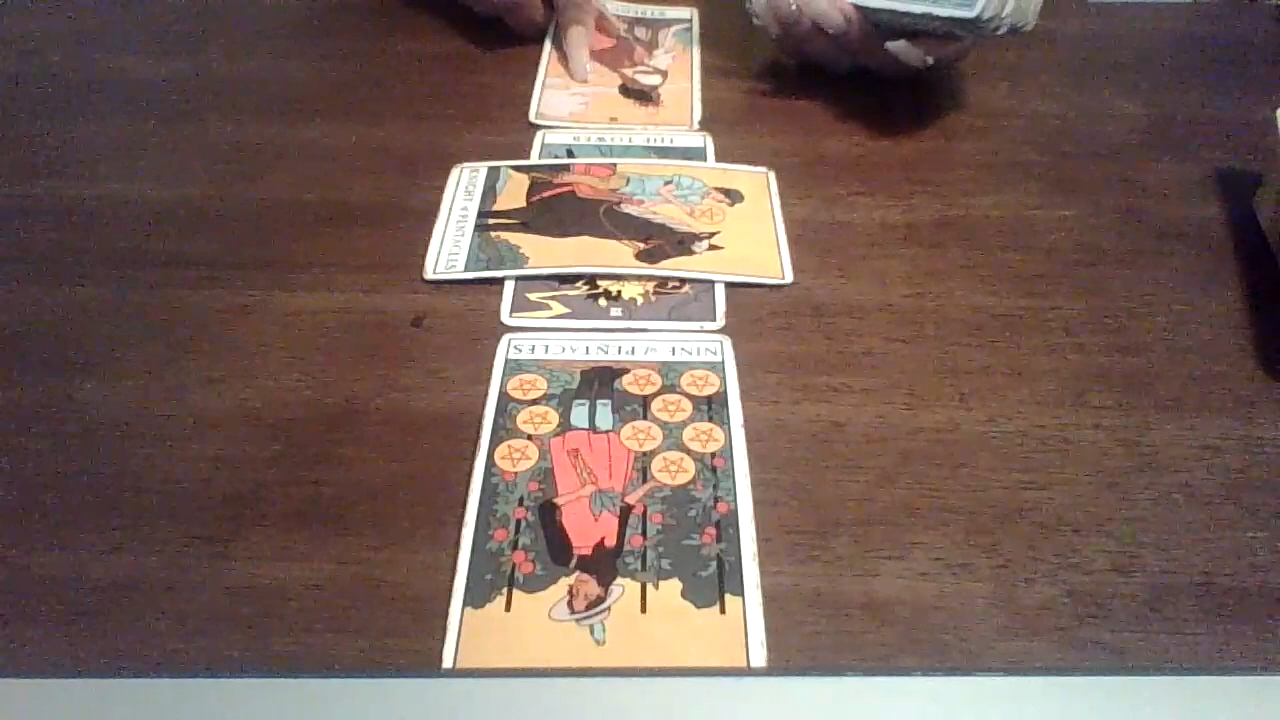 THE TOWER
KNIGHT of PENTACLES
NINE of PENTACLES